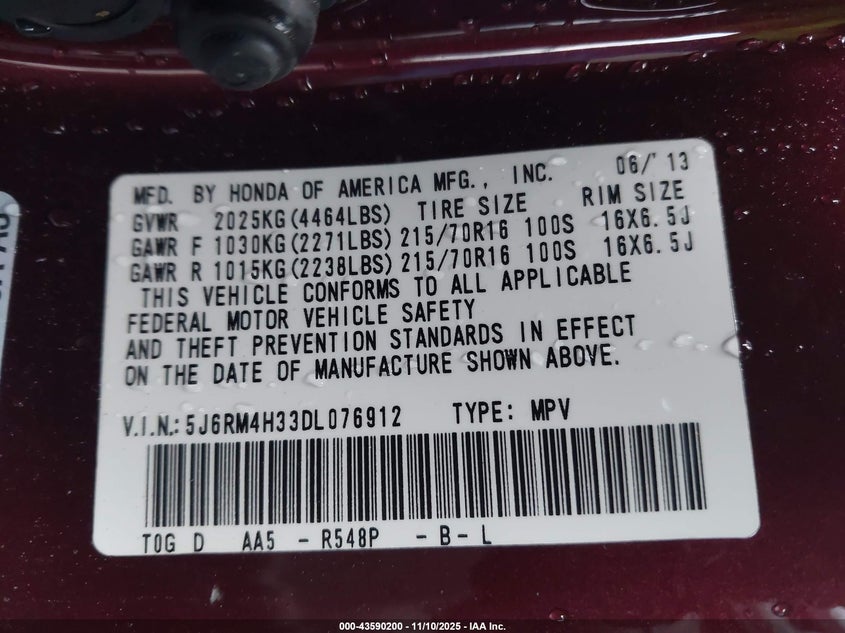 MFD. BY HONDA OF AMERICA MFG., INC. 06/'13
GVWR 2025KG(4464LBS) TIRE SIZE RIM SIZE
GAWR F 1030KG(2271LBS) 215/70R16 100S 16X6.5J
GAWR R 1015KG(2238LBS) 215/70R16 100S 16X6.5J
THIS VEHICLE CONFORMS TO ALL APPLICABLE
FEDERAL MOTOR VEHICLE SAFETY
AND THEFT PREVENTION STANDARDS IN EFFECT
ON THE DATE OF MANUFACTURE SHOWN ABOVE.
V.I.N.: 5J6RM4H33DL076912 TYPE: MPV
TOG D AA5 - R548P - B - L
000-43590200 - 11/10/2025 - IAA Inc.